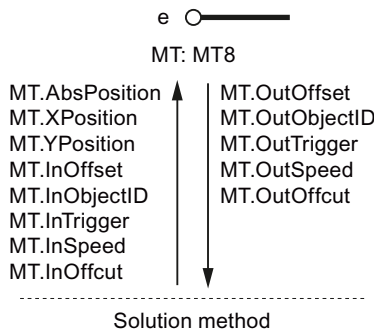 e
MT: MT8
MT.AbsPosition
MT.XPosition
MT.YPosition
MT.InOffset
MT.InObjectID
MT.InTrigger
MT.InSpeed
MT.InOffcut
MT.OutOffset
MT.OutObjectID
MT.OutTrigger
MT.OutSpeed
MT.OutOffcut
Solution method